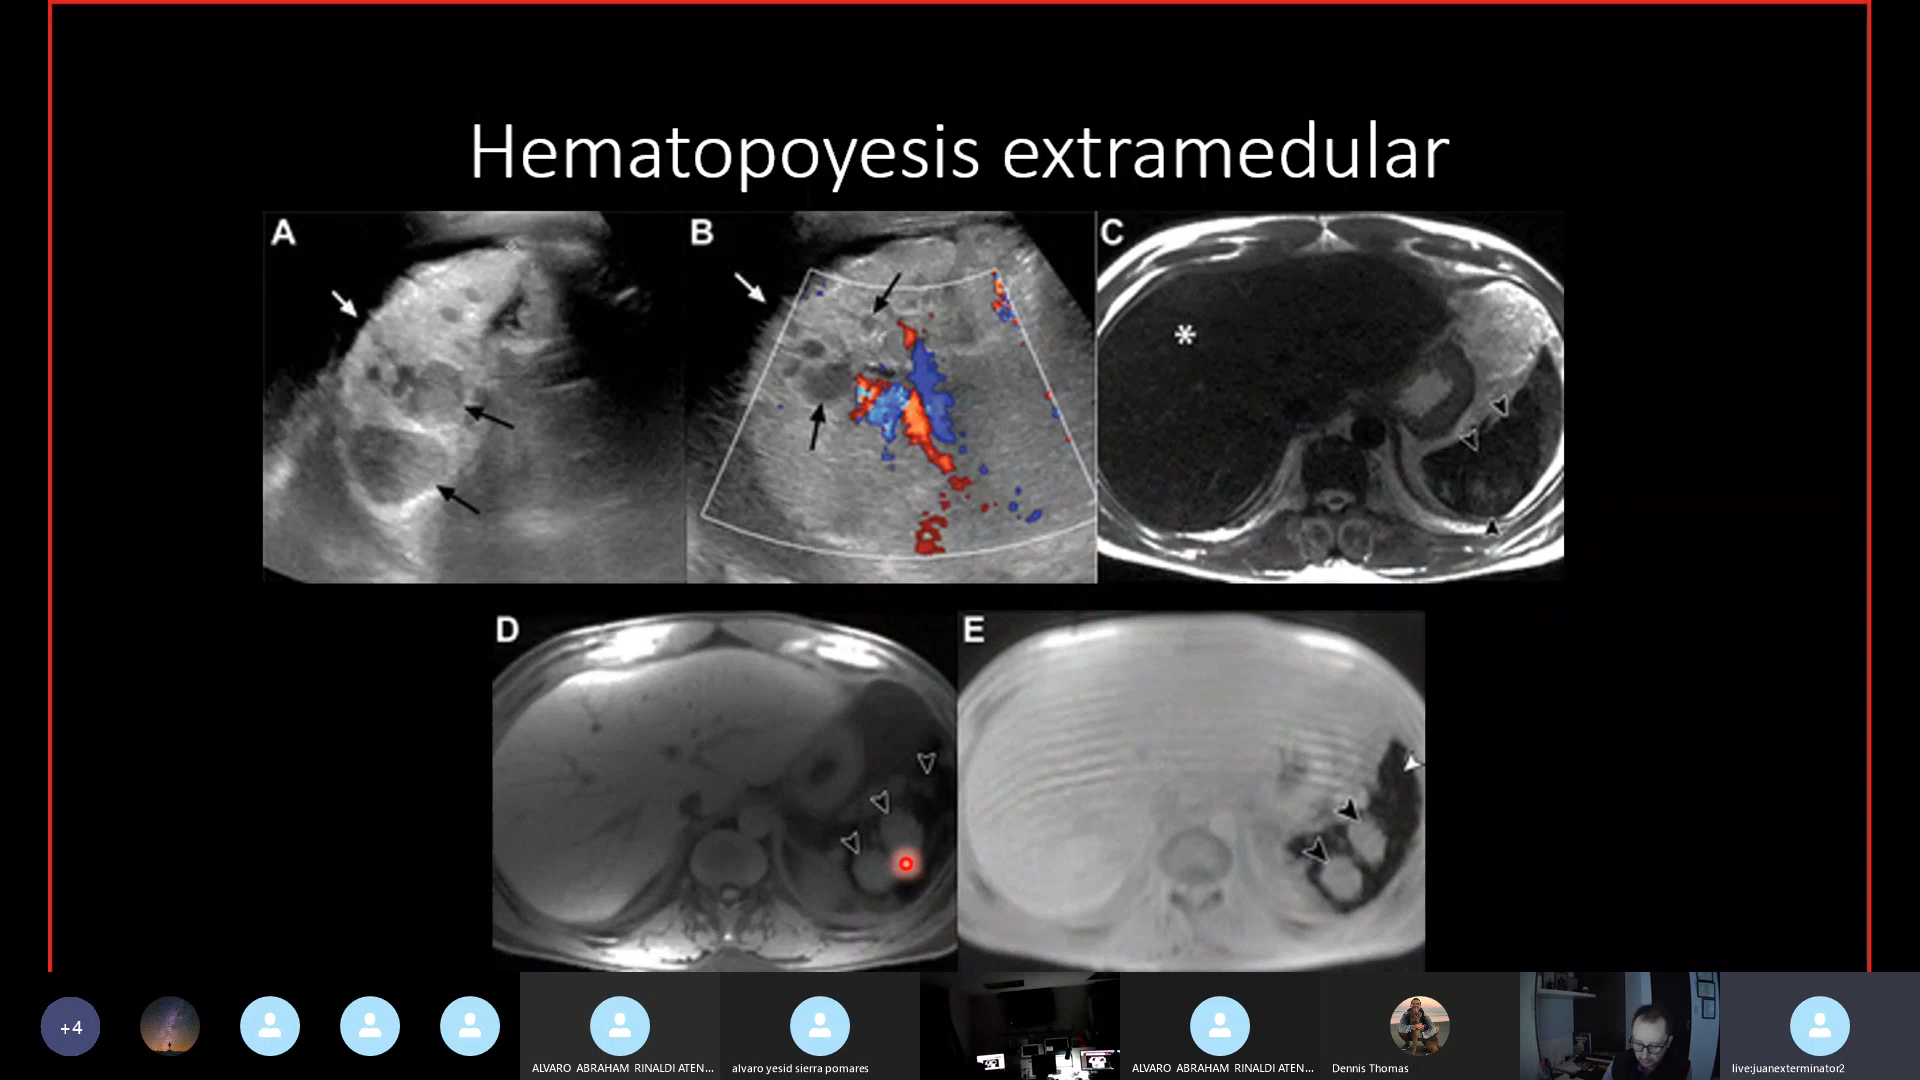 Hematopoyesis extramedular
A
B
C
*
D
E
+4
ALVARO ABRAHAM RINALDI ATEN...
alvaro yesid sierra pomares
ALVARO ABRAHAM RINALDI ATEN...
Dennis Thomas
live:juanexterminator2